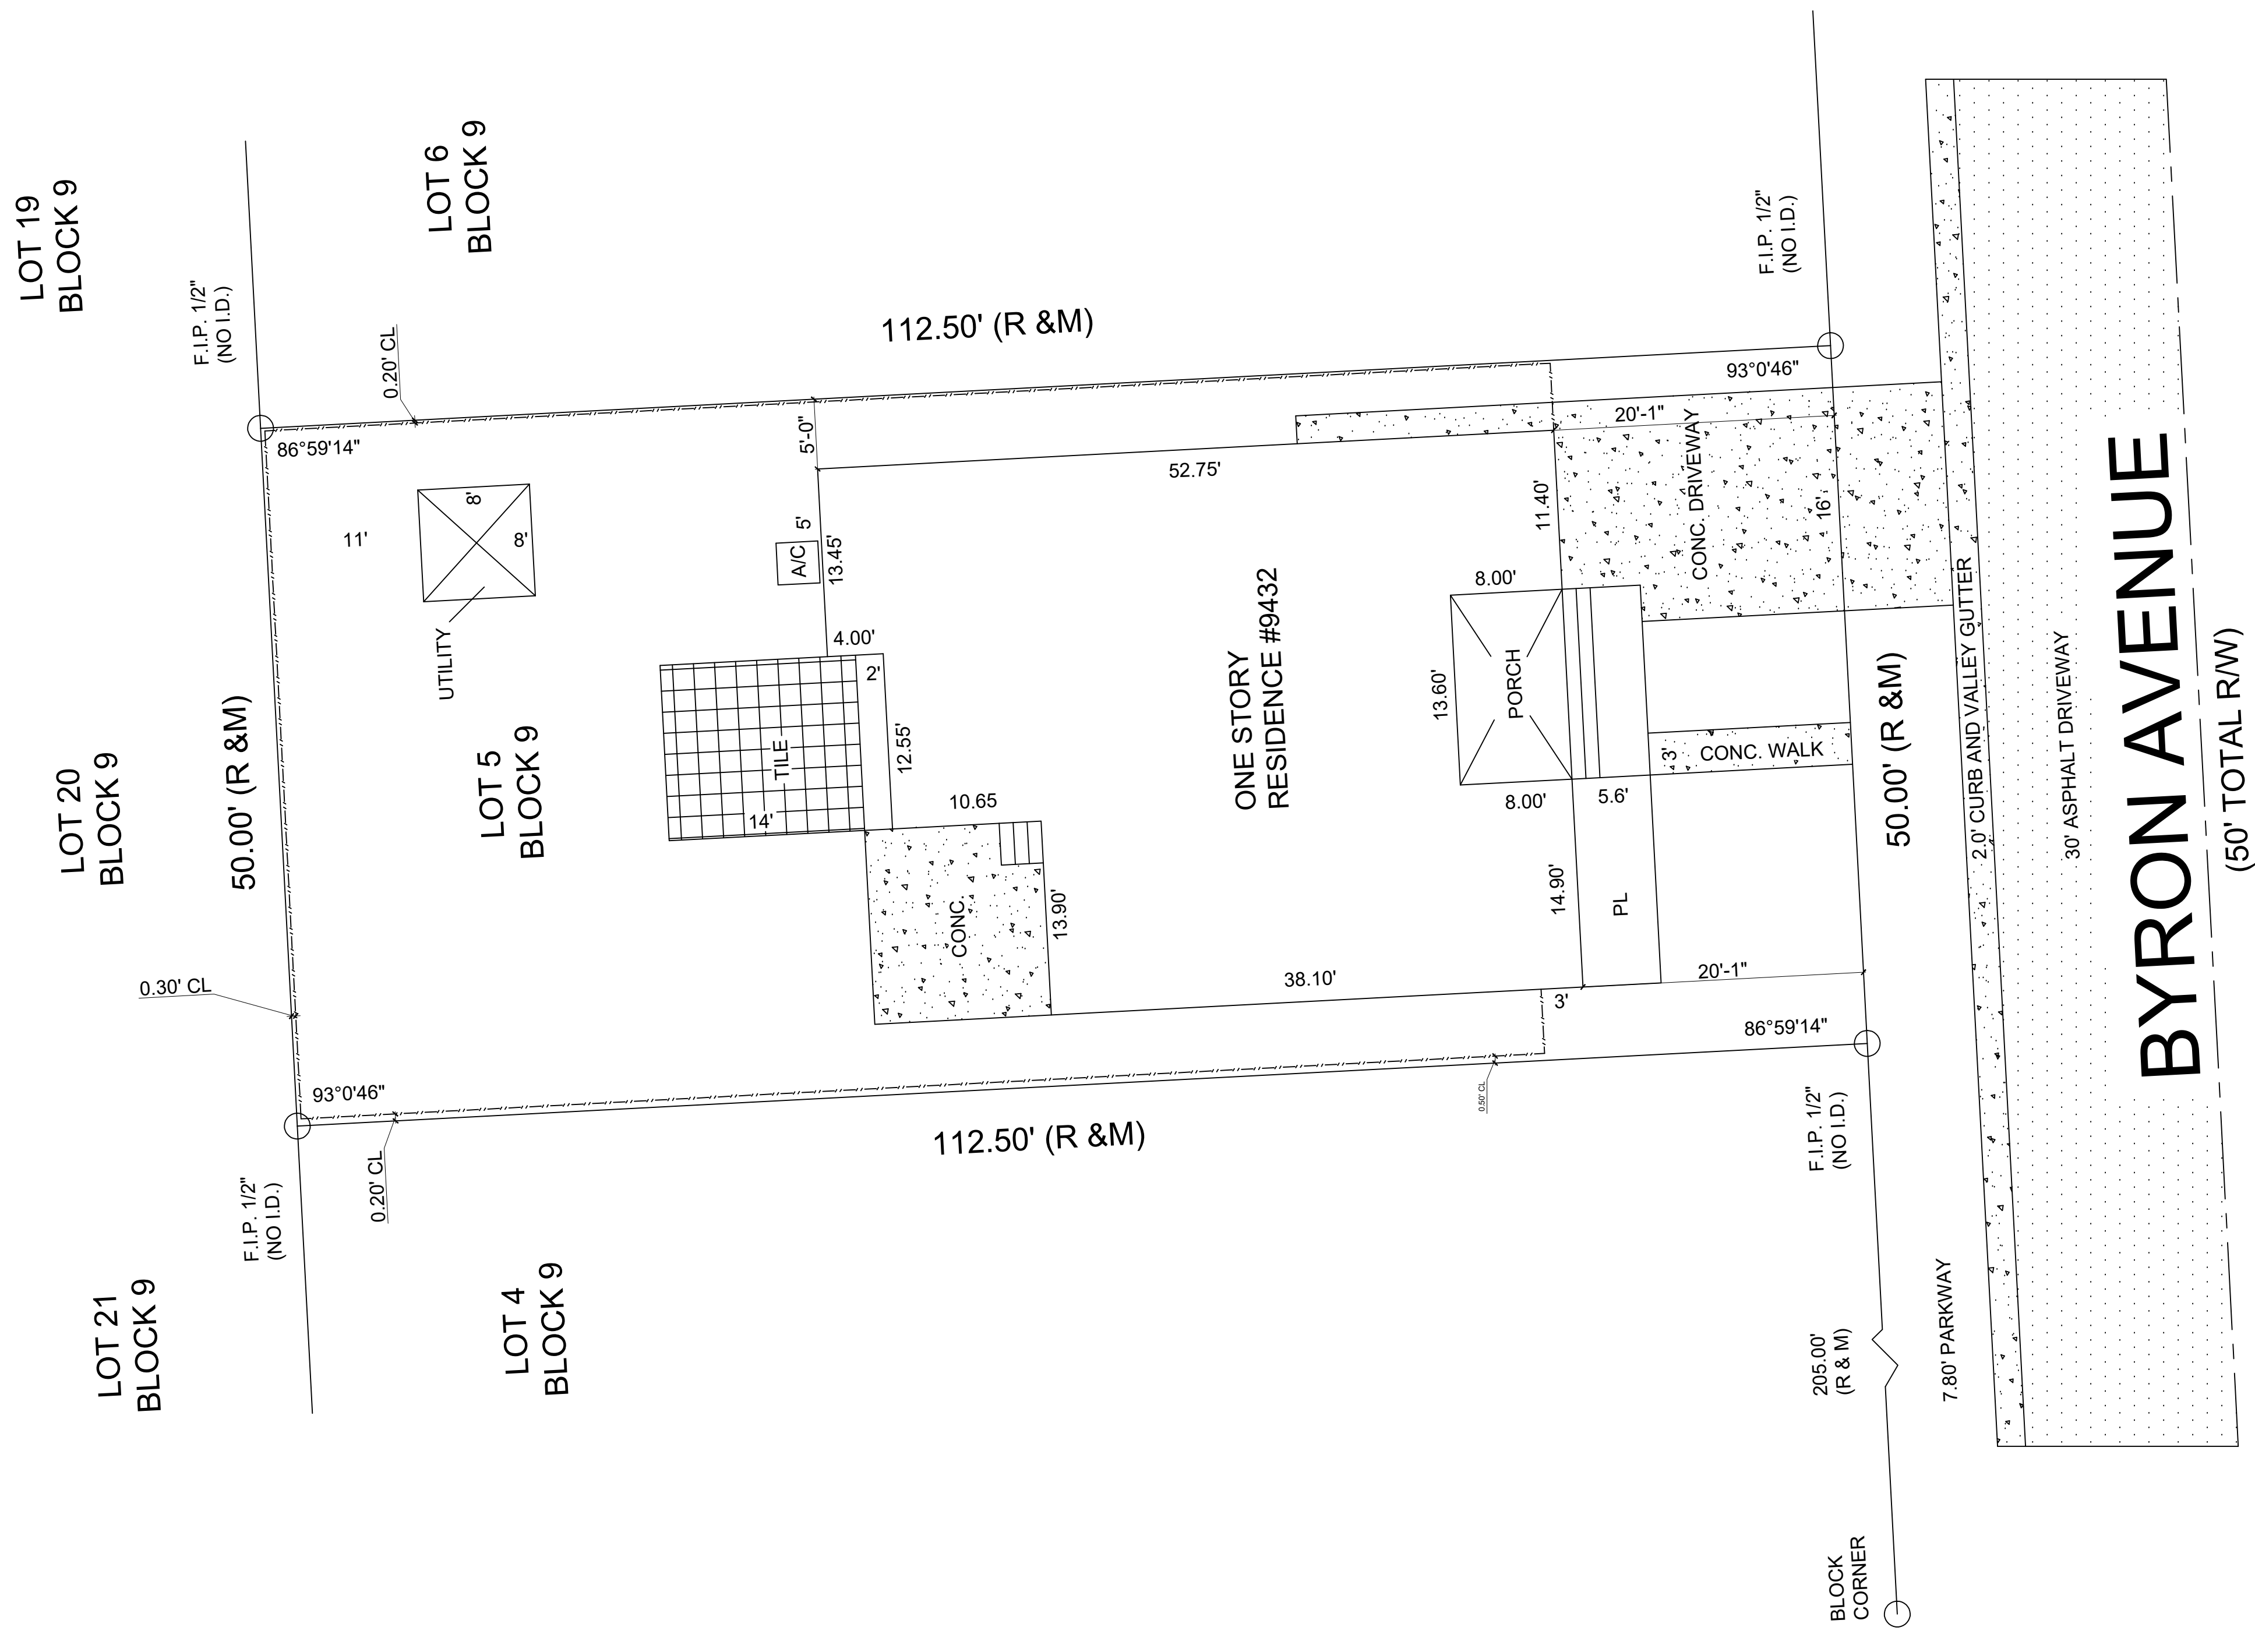 LOT 19
BLOCK 9
LOT 6
BLOCK 9
F.I.P. 1/2"
(NO I.D.)
F.I.P. 1/2"
(NO I.D.)
0.20' CL
112.50' (R &M)
93°0'46"
86°59'14"
20'-1"
5'-0"
52.75'
8'
11'
8'
5'
A/C
13.45'
11.40'
CONC. DRIVEWAY
16'
UTILITY
4.00'
2'
8.00'
LOT 20
BLOCK 9
50.00' (R &M)
LOT 5
BLOCK 9
TILE
14'
12.55'
ONE STORY
RESIDENCE #9432
13.60'
PORCH
3'
CONC. WALK
50.00' (R &M)
2.0' CURB AND VALLEY GUTTER
30' ASPHALT DRIVEWAY
BYRON AVENUE
(50' TOTAL R/W)
10.65
8.00'
5.6'
CONC.
13.90'
14.90'
PL
38.10'
20'-1"
3'
0.30' CL
86°59'14"
93°0'46"
0.50' CL
112.50' (R &M)
0.20' CL
F.I.P. 1/2"
(NO I.D.)
F.I.P. 1/2"
(NO I.D.)
LOT 21
BLOCK 9
LOT 4
BLOCK 9
205.00'
(R & M)
7.80' PARKWAY
BLOCK
CORNER